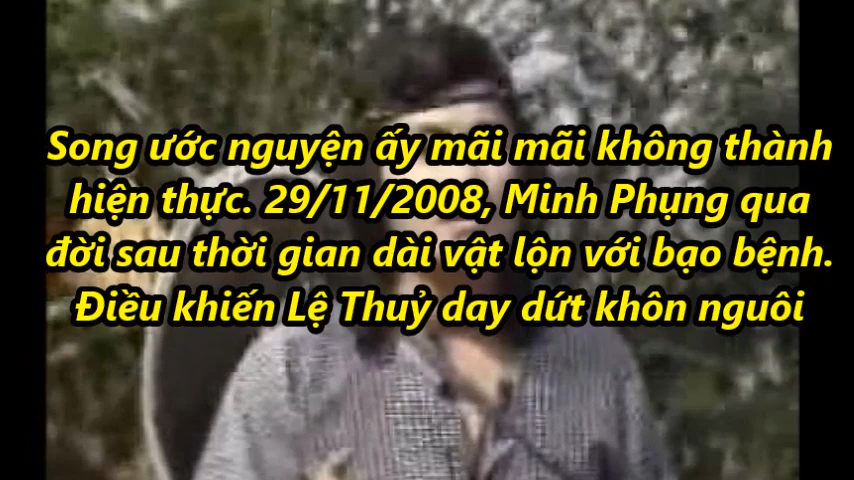 Song ước nguyện ấy mãi mãi không thành
hiện thực. 29/11/2008, Minh Phụng qua
đời sau thời gian dài vật lộn với bạo bệnh.
Điều khiến Lệ Thuỷ day dứt khôn nguôi